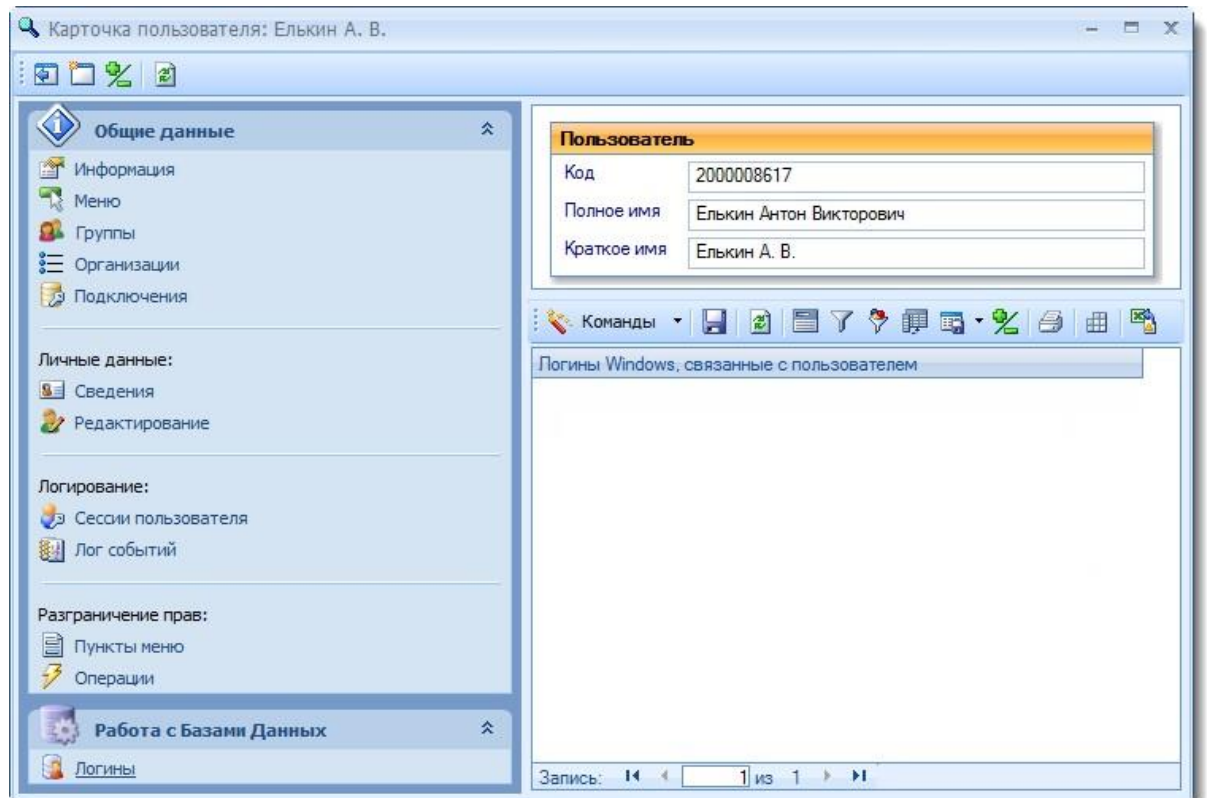 Карточка пользователя: Елькин А. В.
Общие данные
Информация
Меню
Группы
Организации
Подключения
Личные данные:
Сведения
Редактирование
Логирование:
Сессии пользователя
Лог событий
Разграничение прав:
Пункты меню
Операции
Работа с Базами Данных
Логины
Пользователь
Код 2000008617
Полное имя Елькин Антон Викторович
Краткое имя Елькин А. В.
Команды
Логины Windows, связанные с пользователем
Запись: 1 из 1